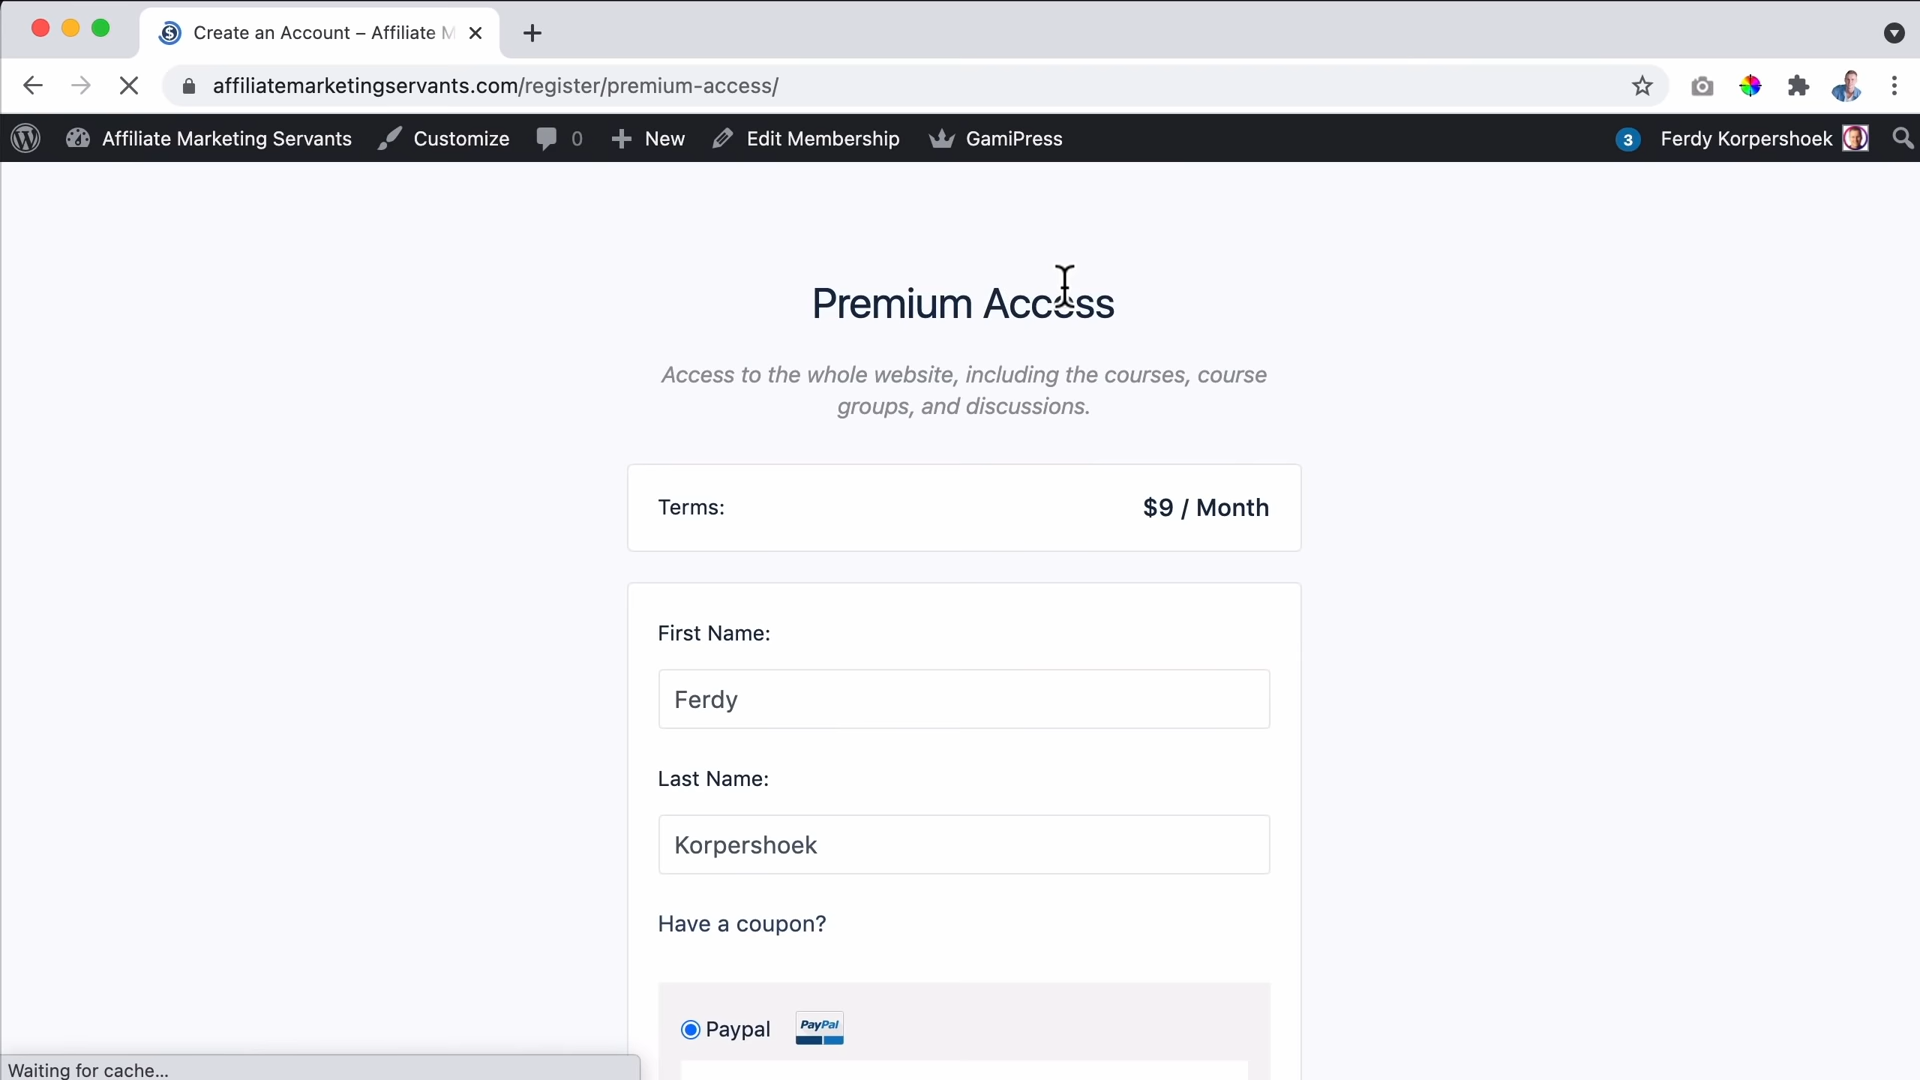 Create an Account – Affiliate M
affiliatemarketingservants.com/register/premium-access/
Affiliate Marketing Servants Customize 0 New Edit Membership GamiPress 3 Ferdy Korpershoek
Premium Access
Access to the whole website, including the courses, course
groups, and discussions.
Terms: $9 / Month
First Name:
Ferdy
Last Name:
Korpershoek
Have a coupon?
Paypal PayPal
Waiting for cache...